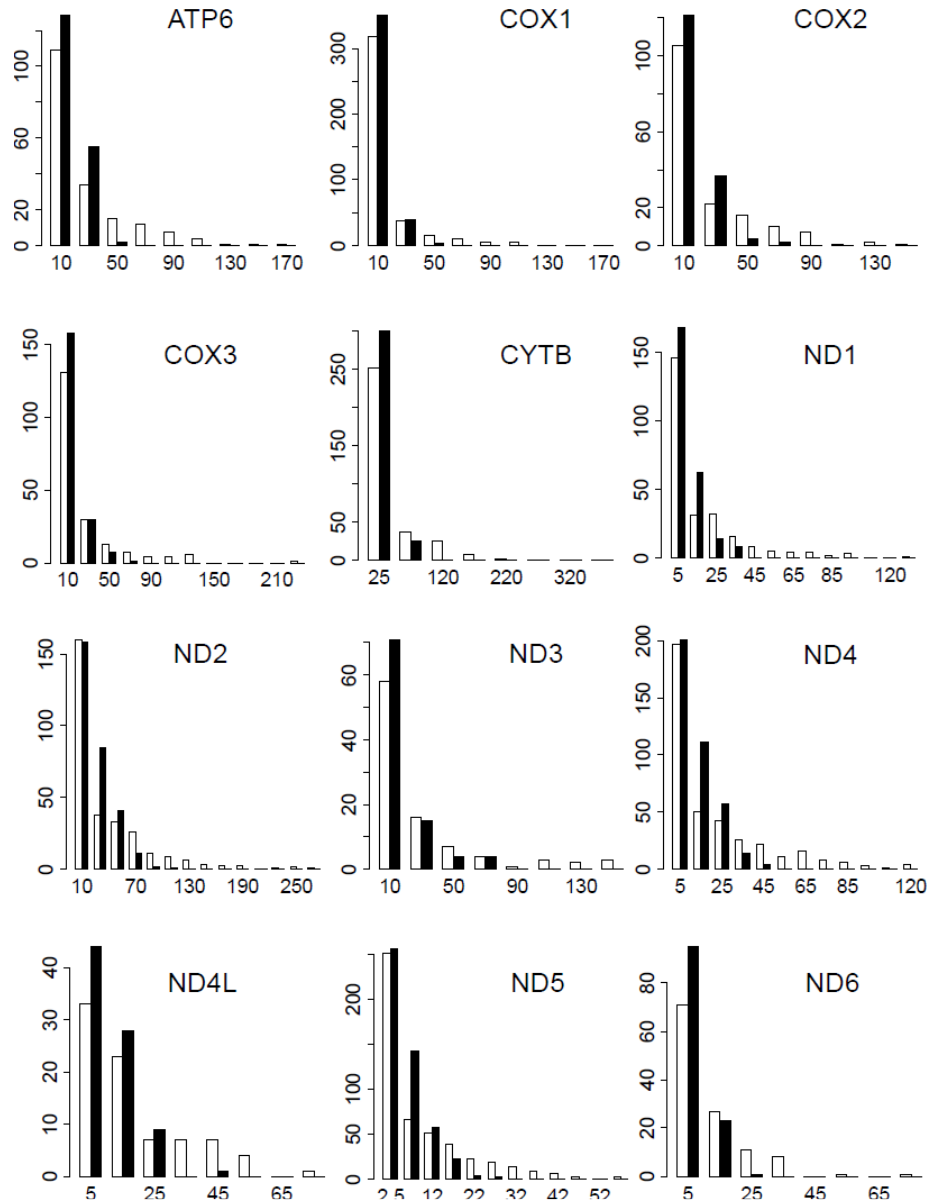 ATP6 COX1 COX2
0 20 60 100
10 50 90 130 170
0 100 200 300
10 50 90 130 170
0 20 60 100
10 50 90 130
COX3 CYTB ND1
0 50 100 150
10 50 90 150 210
0 50 150 250
25 120 220 320
0 50 100 150
5 25 45 65 85 120
ND2 ND3 ND4
0 50 100 150
10 70 130 190 250
0 20 40 60
10 50 90 130
0 50 100 150 200
5 25 45 65 85 120
ND4L ND5 ND6
0 10 20 30 40
5 25 45 65
0 50 100 200
2.5 12 22 32 42 52
0 20 40 60 80
5 25 45 65